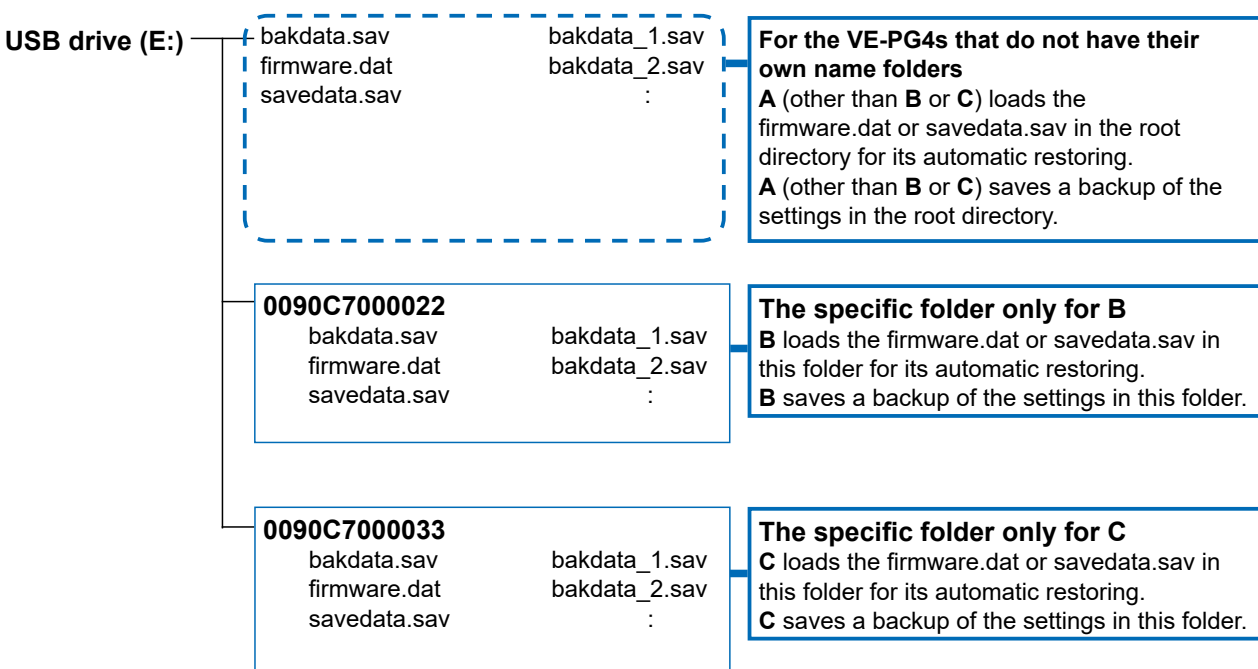 USB drive (E:)
bakdata.sav bakdata_1.sav
firmware.dat bakdata_2.sav
savedata.sav :
For the VE-PG4s that do not have their
own name folders
A (other than B or C) loads the
firmware.dat or savedata.sav in the root
directory for its automatic restoring.
A (other than B or C) saves a backup of the
settings in the root directory.
0090C7000022
bakdata.sav bakdata_1.sav
firmware.dat bakdata_2.sav
savedata.sav :
The specific folder only for B
B loads the firmware.dat or savedata.sav in
this folder for its automatic restoring.
B saves a backup of the settings in this folder.
0090C7000033
bakdata.sav bakdata_1.sav
firmware.dat bakdata_2.sav
savedata.sav :
The specific folder only for C
C loads the firmware.dat or savedata.sav in
this folder for its automatic restoring.
C saves a backup of the settings in this folder.